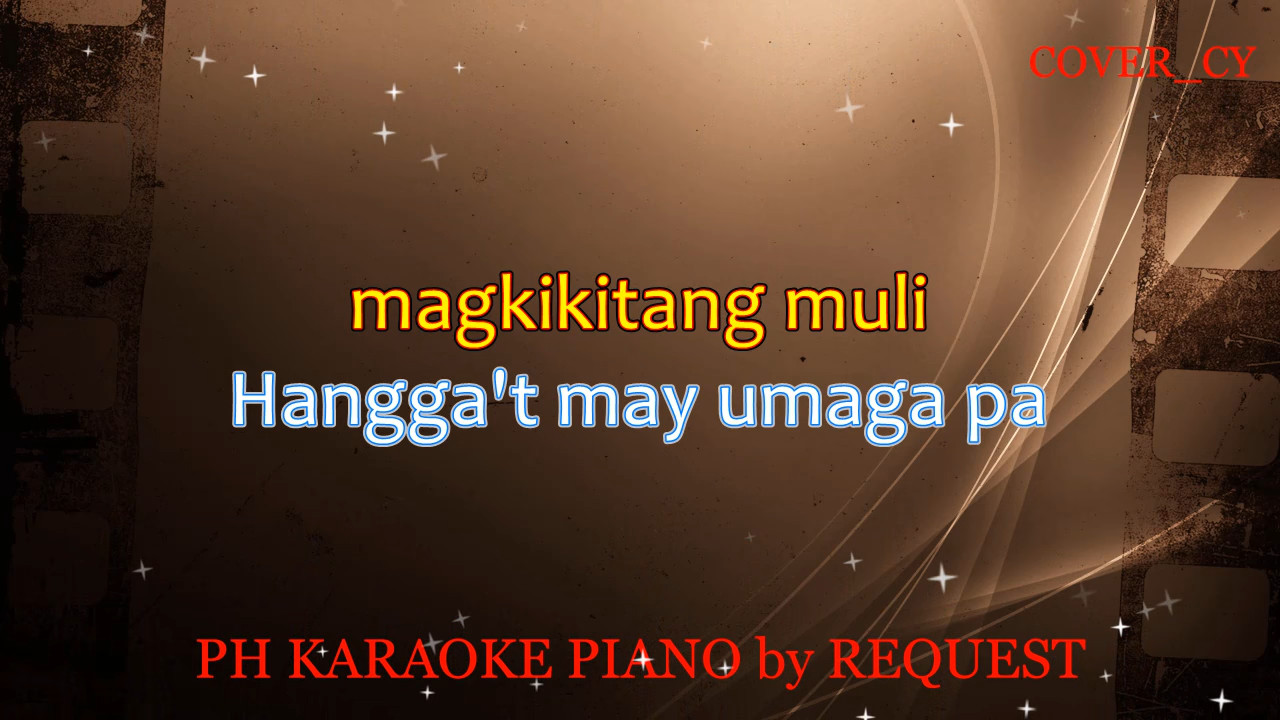 COVER_CY
magkikitang muli
Hangga't may umaga pa
PH KARAOKE PIANO by REQUEST